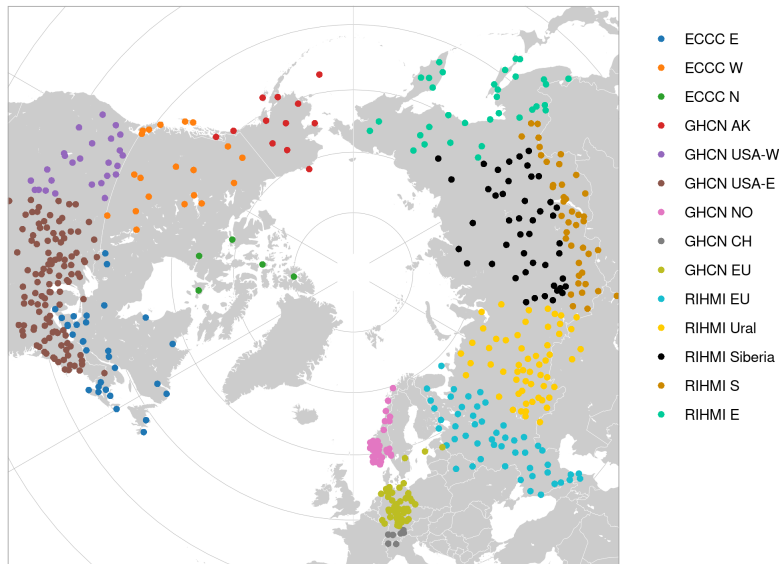 ECCC E
ECCC W
ECCC N
GHCN AK
GHCN USA-W
GHCN USA-E
GHCN NO
GHCN CH
GHCN EU
RIHMI EU
RIHMI Ural
RIHMI Siberia
RIHMI S
RIHMI E